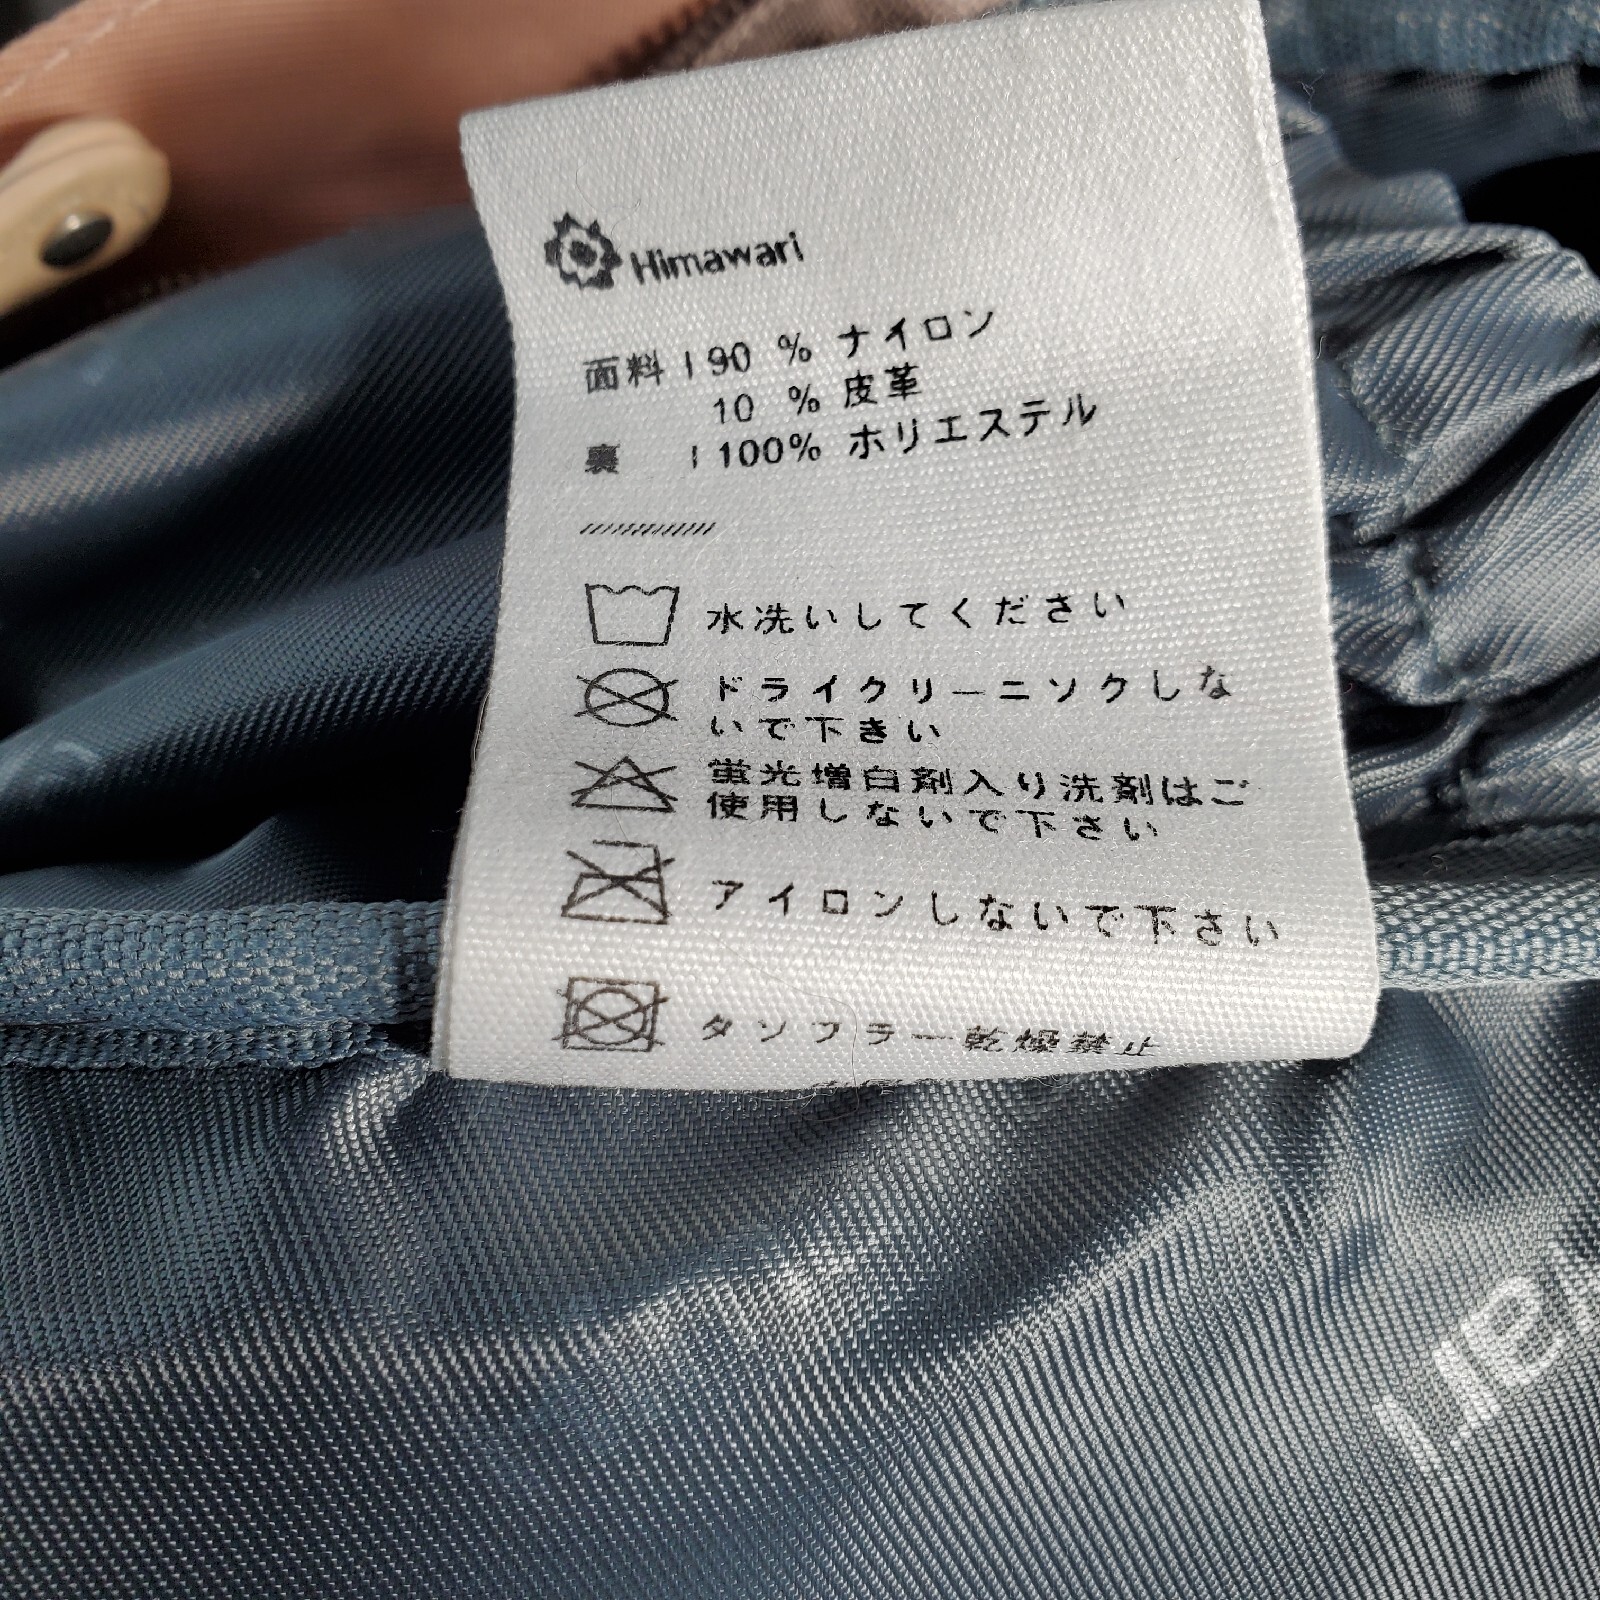 Himawari
面料 | 90 % ナイロン
10 % 皮革
裏 | 100% ホリエステル
水洗いしてください
ドライクリーニソクしな
いで下きい
蛍光増白剤入り洗剤はご
使用しないで下さい
アイロンしないで下さい
タソフラー乾燥禁止